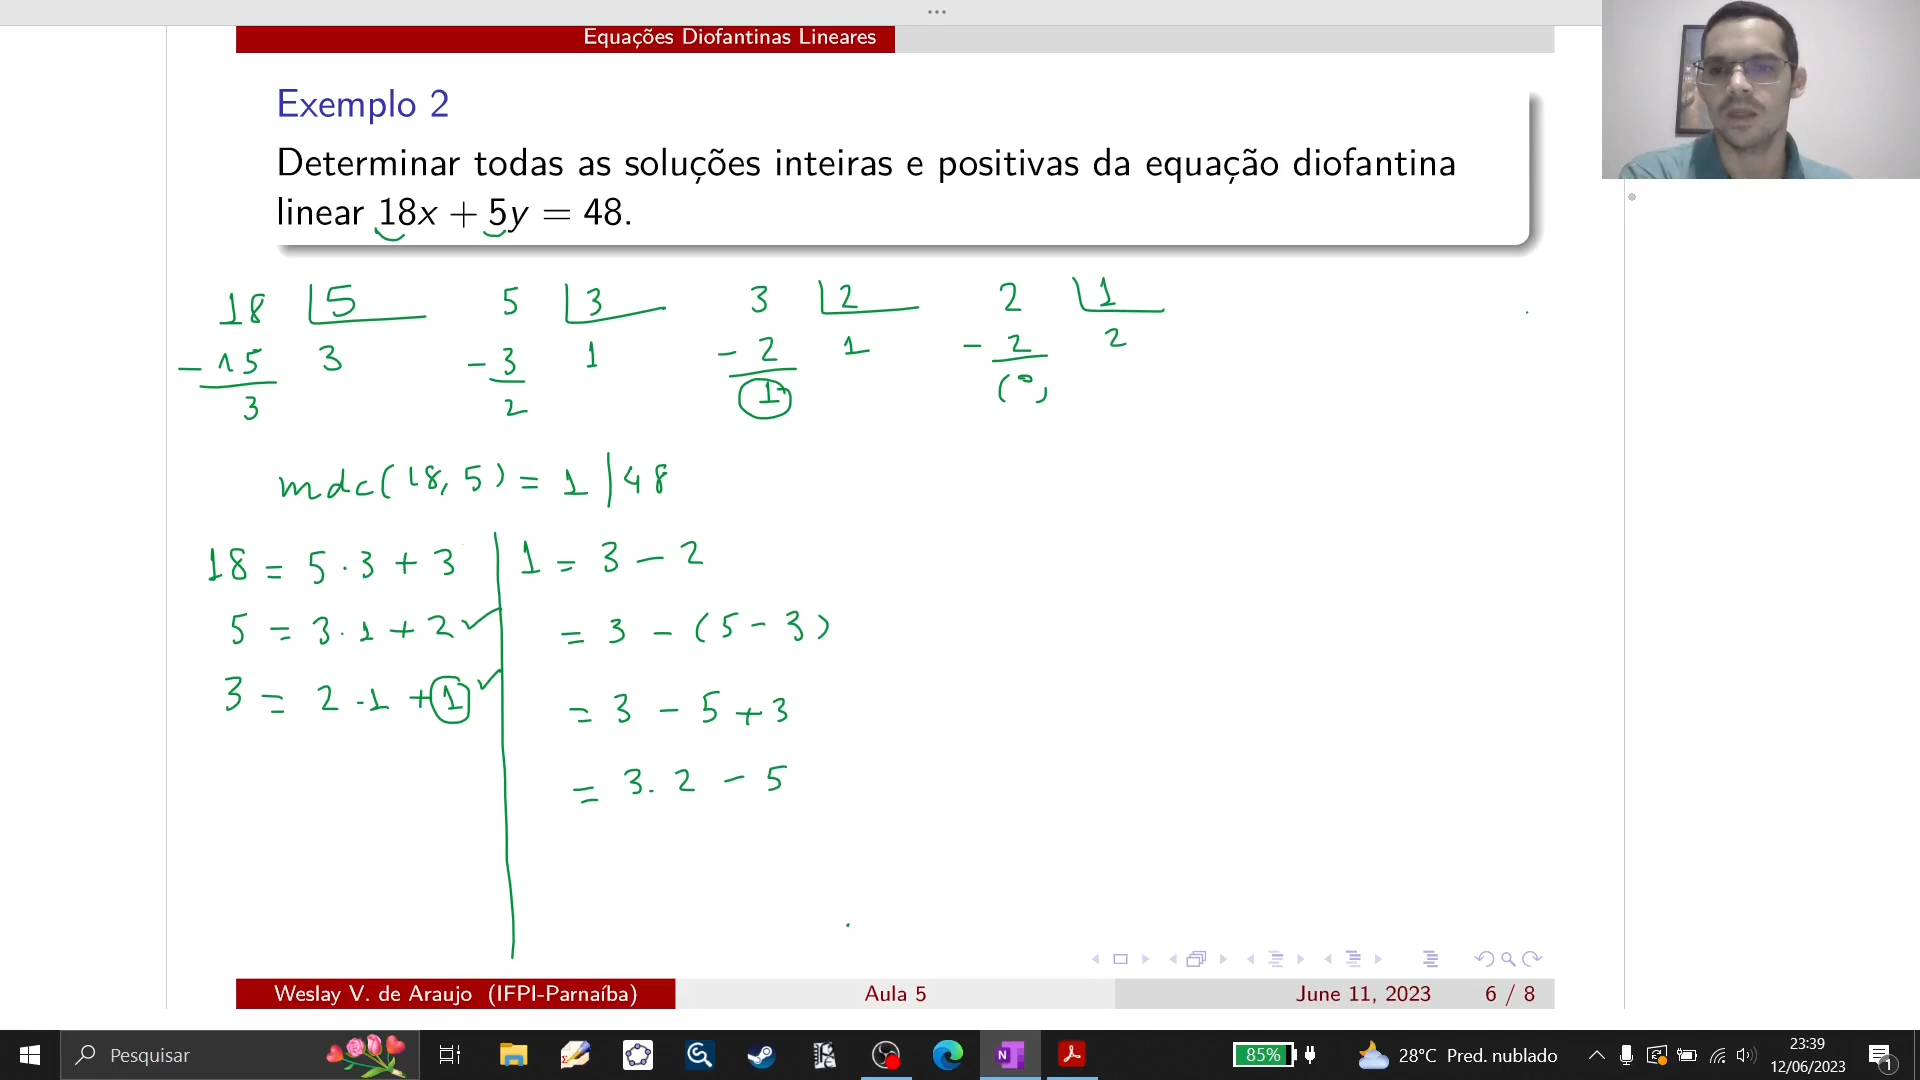 Equações Diofantinas Lineares
Exemplo 2
Determinar todas as soluções inteiras e positivas da equação diofantina
linear 18x + 5y = 48.
18 5 5 3 3 2 2 1
- 15 3 - 3 1 - 2 1 - 2 2
3 2 1 0
mdc(18, 5) = 1 | 48
18 = 5 · 3 + 3
5 = 3 · 1 + 2 ✓
3 = 2 · 1 + 1 ✓
1 = 3 - 2
= 3 - (5 - 3)
= 3 - 5 + 3
= 3 . 2 - 5
Weslay V. de Araujo (IFPI-Parnaíba) Aula 5 June 11, 2023 6 / 8
Pesquisar 85% 28°C Pred. nublado 23:39
12/06/2023 1